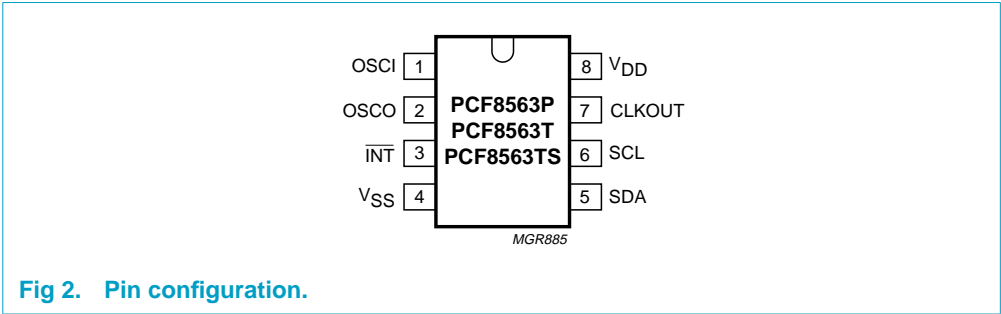 OSCI 1 8 VDD
OSCO 2 PCF8563P 7 CLKOUT
PCF8563T
INT 3 PCF8563TS 6 SCL
VSS 4 5 SDA
MGR885
Fig 2. Pin configuration.